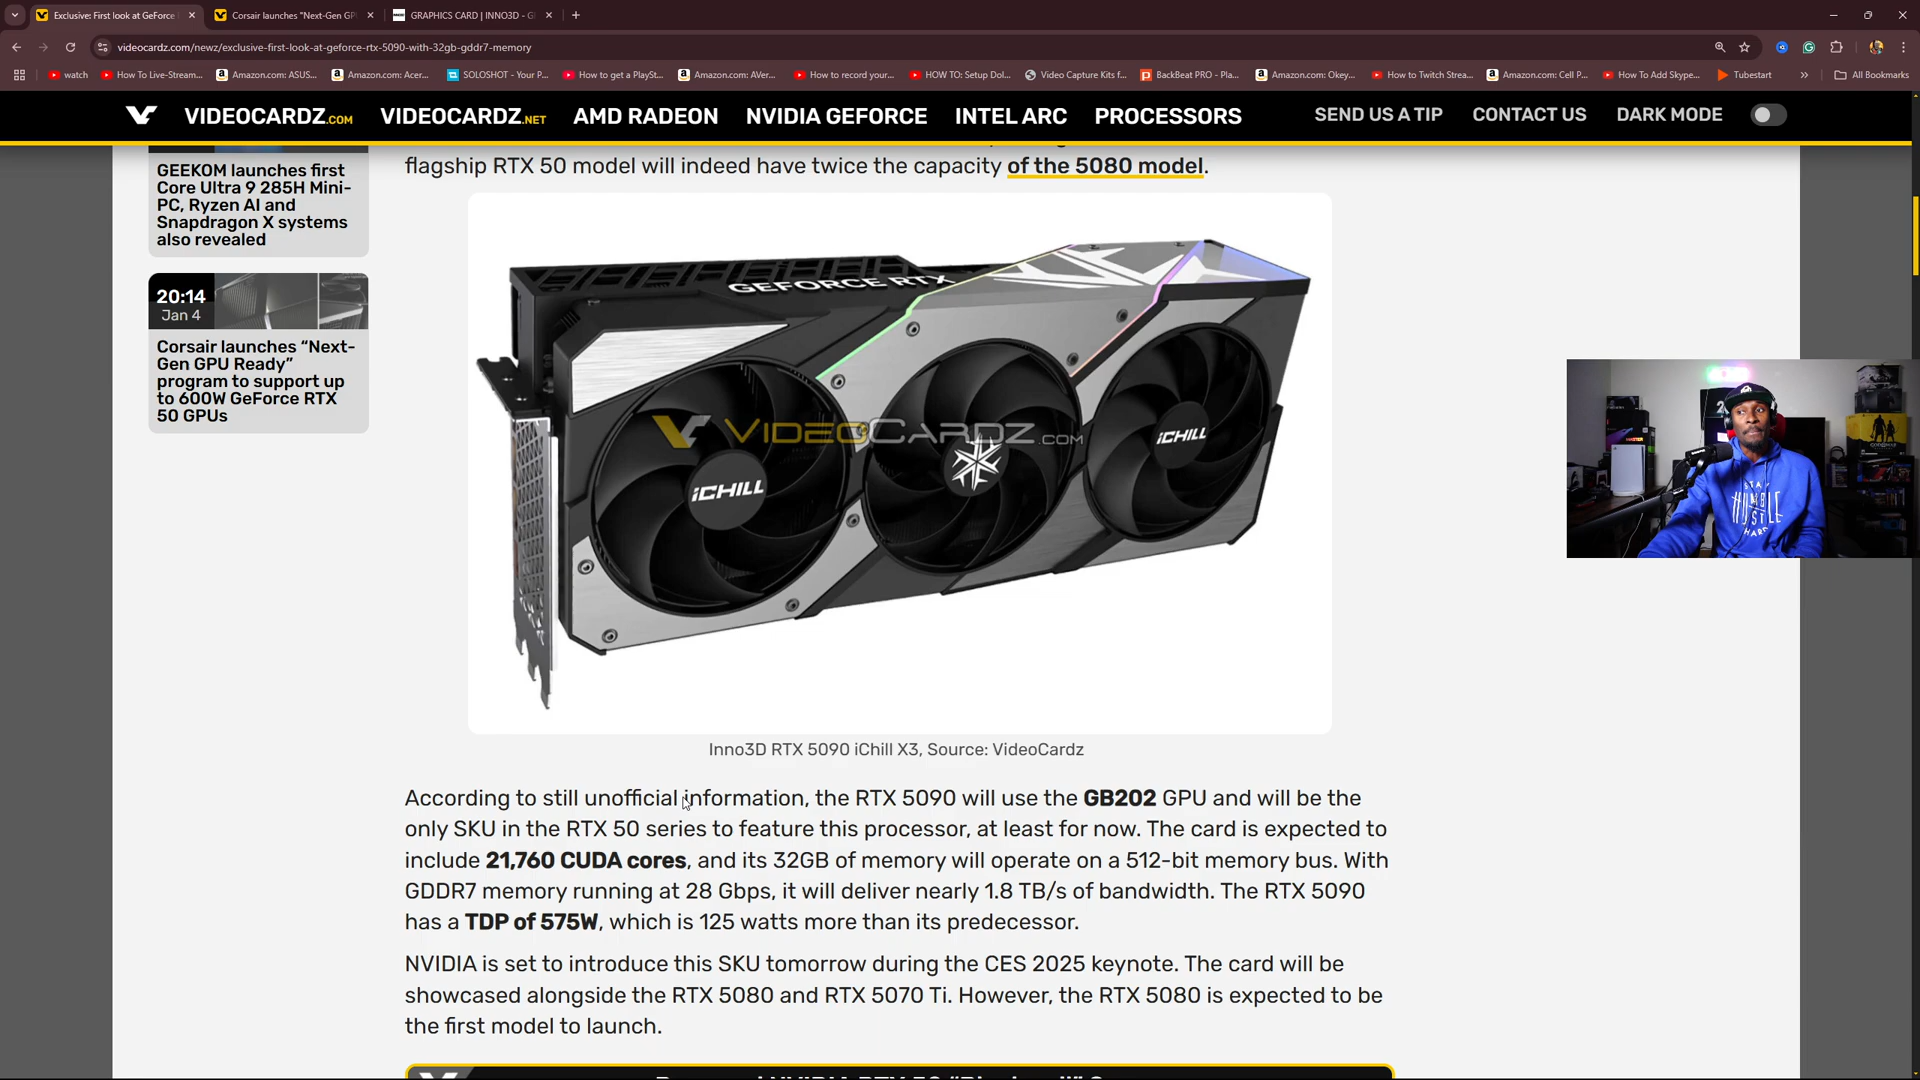 Exclusive: First look at GeForce
Corsair launches "Next-Gen GP
GRAPHICS CARD | INNO3D - G
videocardz.com/newz/exclusive-first-look-at-geforce-rtx-5090-with-32gb-gddr7-memory
watch
How To Live-Stream...
Amazon.com: ASUS...
Amazon.com: Acer...
SOLOSHOT - Your P...
How to get a PlaySt...
Amazon.com: AVer...
How to record your...
HOW TO: Setup Dol...
Video Capture Kits f...
BackBeat PRO - Pla...
Amazon.com: Okey...
How to Twitch Strea...
Amazon.com: Cell P...
How To Add Skype...
Tubestart
All Bookmarks
VIDEOCARDZ.COM
VIDEOCARDZ.NET
AMD RADEON
NVIDIA GEFORCE
INTEL ARC
PROCESSORS
SEND US A TIP
CONTACT US
DARK MODE
GEEKOM launches first
Core Ultra 9 285H Mini-
PC, Ryzen AI and
Snapdragon X systems
also revealed
20:14
Jan 4
Corsair launches “Next-
Gen GPU Ready”
program to support up
to 600W GeForce RTX
50 GPUs
flagship RTX 50 model will indeed have twice the capacity of the 5080 model.
GEFORCE RTX
VIDEOCARDZ.COM
iCHILL
iCHILL
Inno3D RTX 5090 iChill X3, Source: VideoCardz
According to still unofficial information, the RTX 5090 will use the GB202 GPU and will be the
only SKU in the RTX 50 series to feature this processor, at least for now. The card is expected to
include 21,760 CUDA cores, and its 32GB of memory will operate on a 512-bit memory bus. With
GDDR7 memory running at 28 Gbps, it will deliver nearly 1.8 TB/s of bandwidth. The RTX 5090
has a TDP of 575W, which is 125 watts more than its predecessor.
NVIDIA is set to introduce this SKU tomorrow during the CES 2025 keynote. The card will be
showcased alongside the RTX 5080 and RTX 5070 Ti. However, the RTX 5080 is expected to be
the first model to launch.
STAY
HUMBLE
HUSTLE
HARD